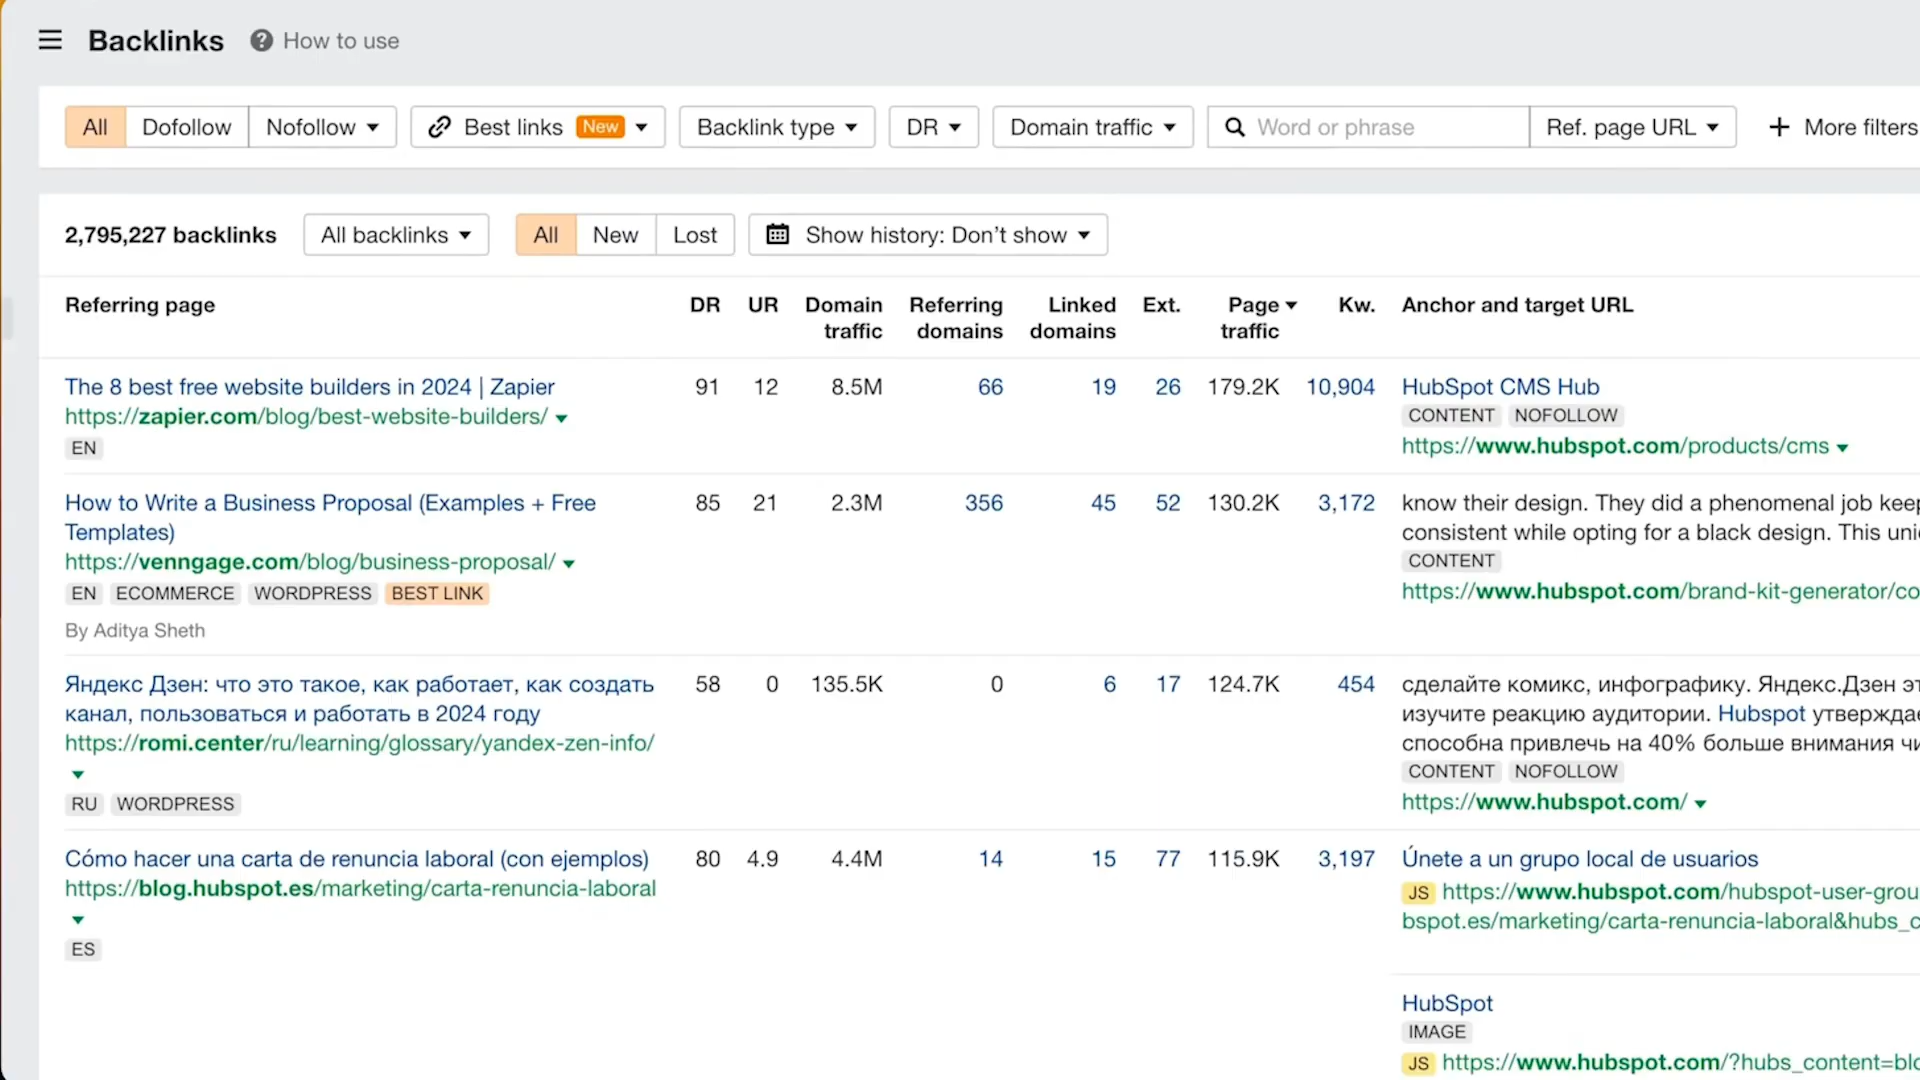 Backlinks How to use
All Dofollow Nofollow Best links New Backlink type DR Domain traffic Word or phrase Ref. page URL + More filters
2,795,227 backlinks All backlinks All New Lost Show history: Don't show
Referring page DR UR Domain traffic Referring domains Linked domains Ext. Page traffic Kw. Anchor and target URL
The 8 best free website builders in 2024 | Zapier 91 12 8.5M 66 19 26 179.2K 10,904 HubSpot CMS Hub
https://zapier.com/blog/best-website-builders/ CONTENT NOFOLLOW
EN https://www.hubspot.com/products/cms
How to Write a Business Proposal (Examples + Free 85 21 2.3M 356 45 52 130.2K 3,172 know their design. They did a phenomenal job
Templates) consistent while opting for a black design. This
https://venngage.com/blog/business-proposal/ CONTENT
EN ECOMMERCE WORDPRESS BEST LINK https://www.hubspot.com/brand-kit-generator/
By Aditya Sheth
Яндекс Дзен: что это такое, как работает, как создать 58 0 135.5K 0 6 17 124.7K 454 сделайте комикс, инфографику. Яндекс.Дзен
канал, пользоваться и работать в 2024 году изучите реакцию аудитории. Hubspot
https://romi.center/ru/learning/glossary/yandex-zen-info/ способна привлечь на 40% больше внимания
CONTENT NOFOLLOW
RU WORDPRESS https://www.hubspot.com/
Cómo hacer una carta de renuncia laboral (con ejemplos) 80 4.9 4.4M 14 15 77 115.9K 3,197 Únete a un grupo local de usuarios
https://blog.hubspot.es/marketing/carta-renuncia-laboral JS https://www.hubspot.com/hubspot-user-grou
bspot.es/marketing/carta-renuncia-laboral&hubs_c
ES
HubSpot
IMAGE
JS https://www.hubspot.com/?hubs_content=blo